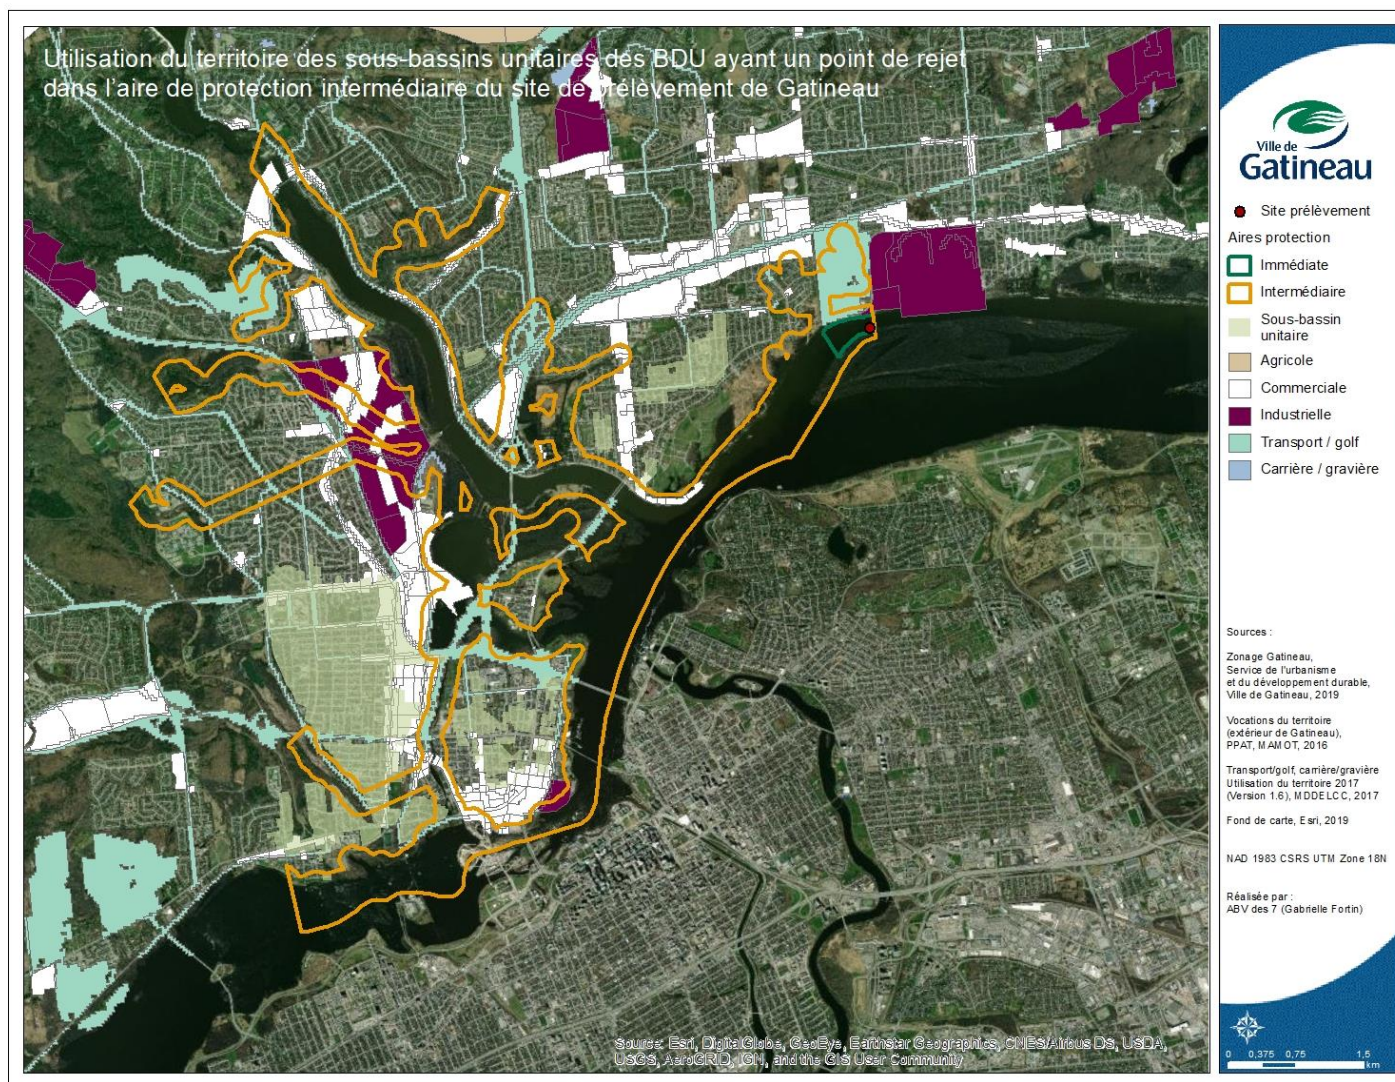 Utilisation du territoire des sous-bassins unitaires des BDU ayant un point de rejet
dans l'aire de protection intermédiaire du site de prélèvement de Gatineau
Ville de
Gatineau
Site prélèvement
Aires protection
Immédiate
Intermédiaire
Sous-bassin
unitaire
Agricole
Commerciale
Industrielle
Transport / golf
Carrière / gravière
Sources :
Zonage Gatineau,
Service de l'urbanisme
et du développement durable,
Ville de Gatineau, 2019
Vocations du territoire
(extérieur de Gatineau),
PPAT, MAMOT, 2016
Transport/golf, carrière/gravière
Utilisation du territoire 2017
(Version 1.6), MDDELCC, 2017
Fond de carte, Esri, 2019
NAD 1983 CSRS UTM Zone 18N
Réalisée par :
ABV des 7 (Gabrielle Fortin)
0 0,375 0,75 1,5
km
Source: Esri, DigitalGlobe, GeoEye, Earthstar Geographics, CNES/Airbus DS, USDA,
USGS, AeroGRID, IGN, and the GIS User Community